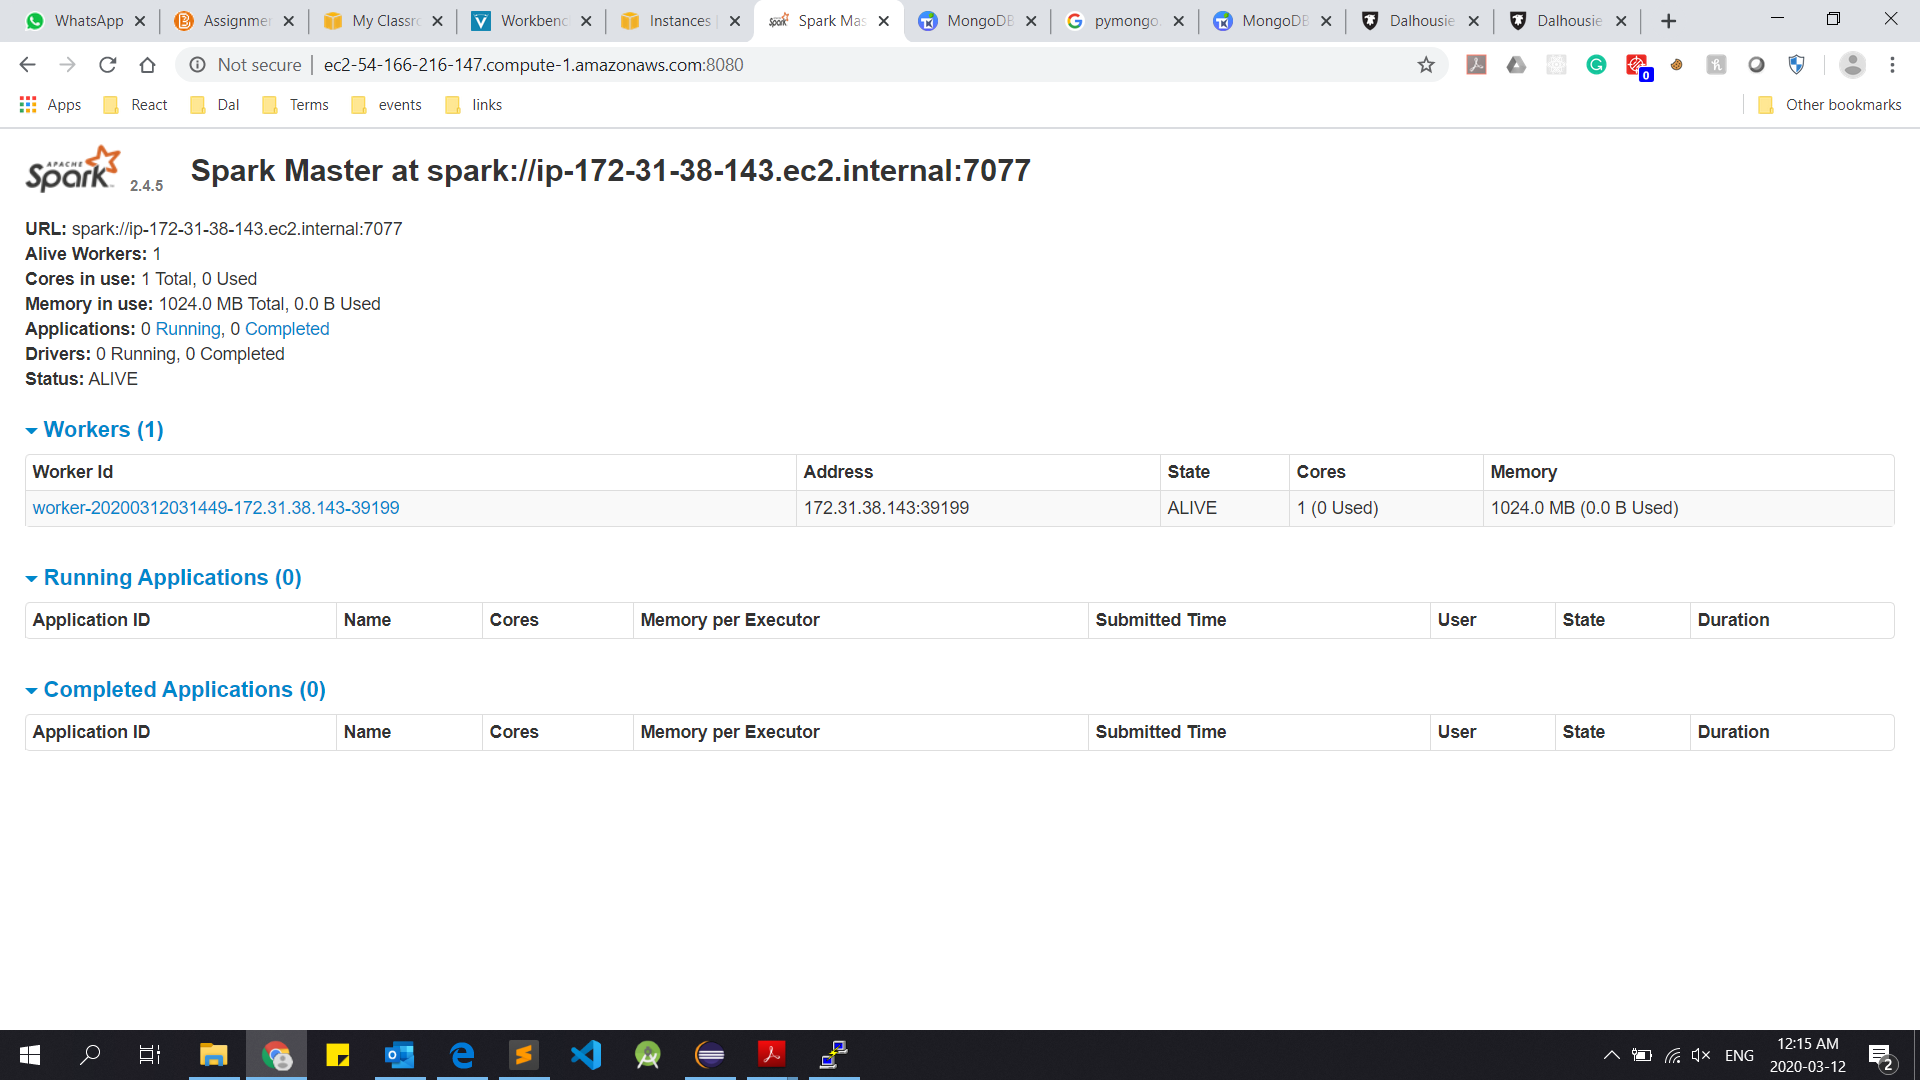 WhatsApp
Assignmen
My Classro
Workbenc
Instances
Spark Mas
MongoDB
pymongo.
MongoDB
Dalhousie
Dalhousie
Not secure ec2-54-166-216-147.compute-1.amazonaws.com:8080
0
Apps React Dal Terms events links Other bookmarks
APACHE Spark 2.4.5 Spark Master at spark://ip-172-31-38-143.ec2.internal:7077
URL: spark://ip-172-31-38-143.ec2.internal:7077
Alive Workers: 1
Cores in use: 1 Total, 0 Used
Memory in use: 1024.0 MB Total, 0.0 B Used
Applications: 0 Running, 0 Completed
Drivers: 0 Running, 0 Completed
Status: ALIVE
Workers (1)
Worker Id Address State Cores Memory
worker-20200312031449-172.31.38.143-39199 172.31.38.143:39199 ALIVE 1 (0 Used) 1024.0 MB (0.0 B Used)
Running Applications (0)
Application ID Name Cores Memory per Executor Submitted Time User State Duration
Completed Applications (0)
Application ID Name Cores Memory per Executor Submitted Time User State Duration
ENG
12:15 AM
2020-03-12
2